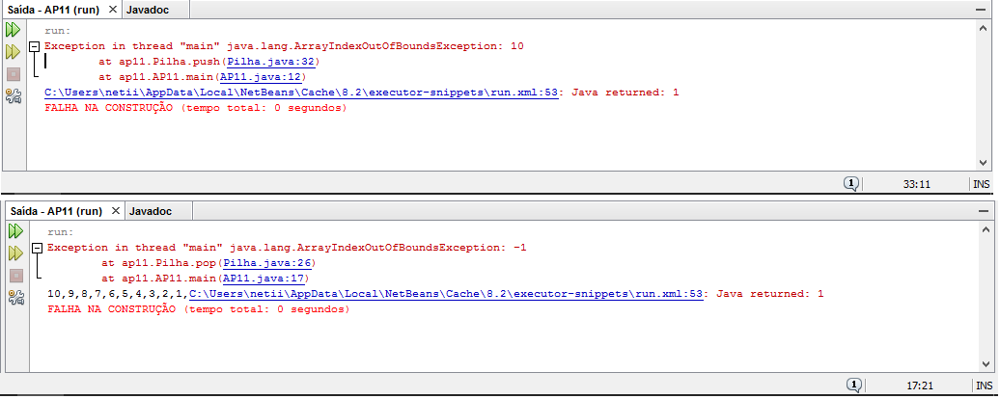 Saída - AP11 (run) × Javadoc
run:
Exception in thread "main" java.lang.ArrayIndexOutOfBoundsException: 10
at ap11.Pilha.push(Pilha.java:32)
at ap11.AP11.main(AP11.java:12)
C:\Users\netii\AppData\Local\NetBeans\Cache\8.2\executor-snippets\run.xml:53: Java returned: 1
FALHA NA CONSTRUÇÃO (tempo total: 0 segundos)
1 33:11 INS
Saída - AP11 (run) × Javadoc
run:
Exception in thread "main" java.lang.ArrayIndexOutOfBoundsException: -1
at ap11.Pilha.pop(Pilha.java:26)
at ap11.AP11.main(AP11.java:17)
10,9,8,7,6,5,4,3,2,1,C:\Users\netii\AppData\Local\NetBeans\Cache\8.2\executor-snippets\run.xml:53: Java returned: 1
FALHA NA CONSTRUÇÃO (tempo total: 0 segundos)
1 17:21 INS